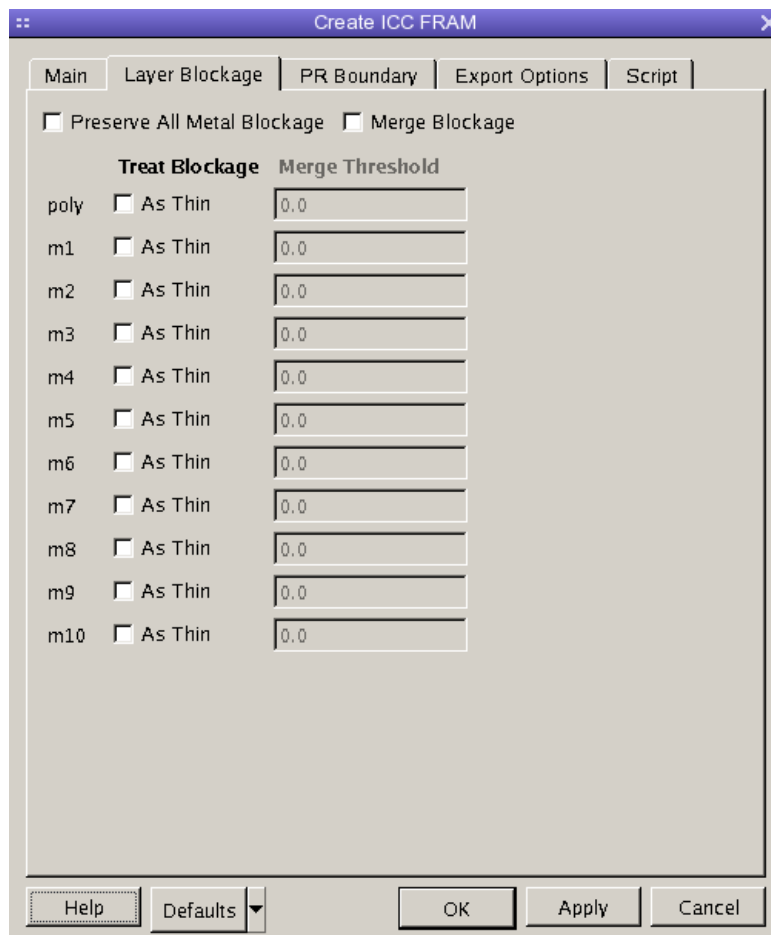 Create ICC FRAM
Main Layer Blockage PR Boundary Export Options Script
Preserve All Metal Blockage Merge Blockage
Treat Blockage Merge Threshold
poly As Thin 0.0
m1 As Thin 0.0
m2 As Thin 0.0
m3 As Thin 0.0
m4 As Thin 0.0
m5 As Thin 0.0
m6 As Thin 0.0
m7 As Thin 0.0
m8 As Thin 0.0
m9 As Thin 0.0
m10 As Thin 0.0
Help Defaults OK Apply Cancel